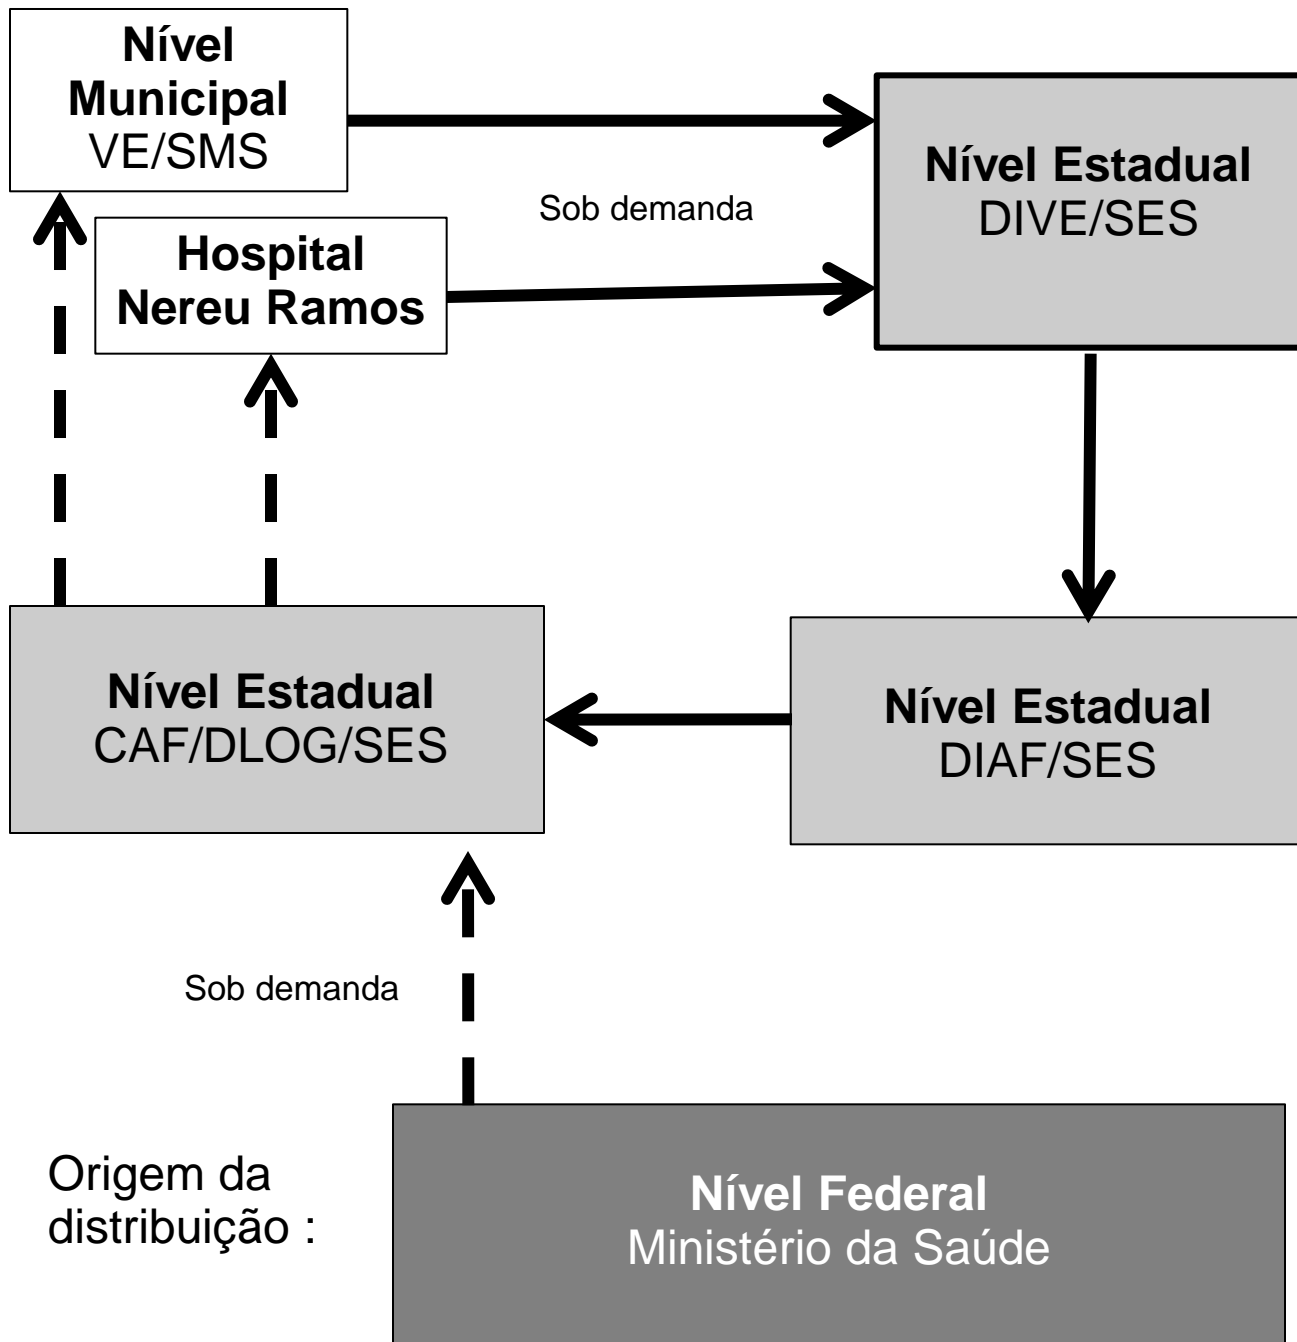 Nível
Municipal
VE/SMS
Nível Estadual
DIVE/SES
Sob demanda
Hospital
Nereu Ramos
Nível Estadual
CAF/DLOG/SES
Nível Estadual
DIAF/SES
Sob demanda
Origem da
distribuição :
Nível Federal
Ministério da Saúde